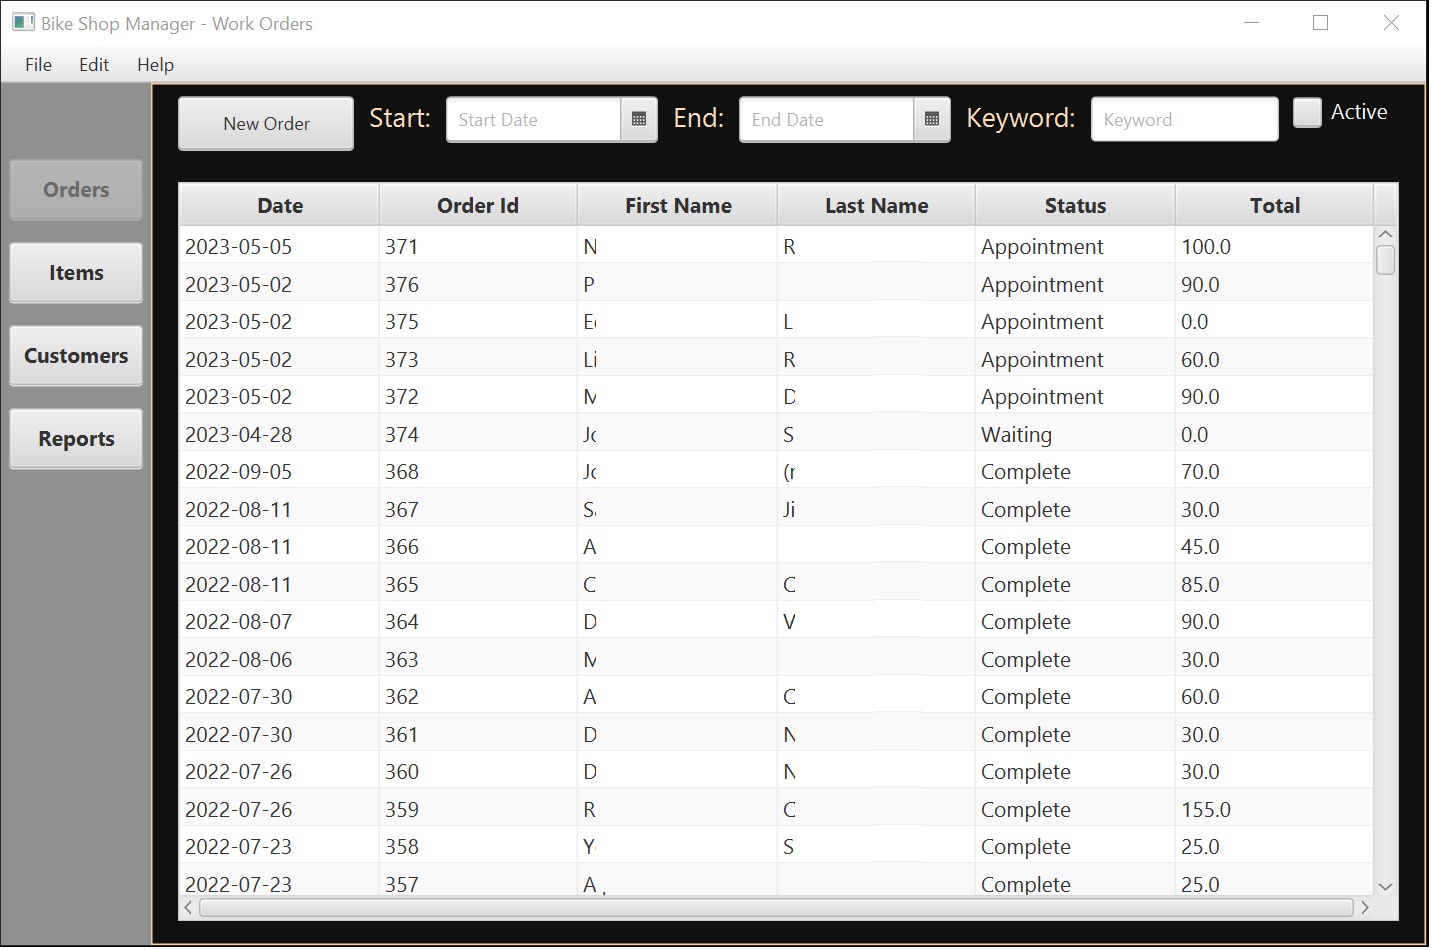 Bike Shop Manager - Work Orders
File Edit Help
New Order Start: Start Date End: End Date Keyword: Keyword Active
Orders
Items
Customers
Reports
Date Order Id First Name Last Name Status Total
2023-05-05 371 N R Appointment 100.0
2023-05-02 376 P Appointment 90.0
2023-05-02 375 E L Appointment 0.0
2023-05-02 373 Li R Appointment 60.0
2023-05-02 372 M D Appointment 90.0
2023-04-28 374 Jo S Waiting 0.0
2022-09-05 368 Jo (r Complete 70.0
2022-08-11 367 Sa Ji Complete 30.0
2022-08-11 366 A Complete 45.0
2022-08-11 365 C C Complete 85.0
2022-08-07 364 D V Complete 90.0
2022-08-06 363 M Complete 30.0
2022-07-30 362 A C Complete 60.0
2022-07-30 361 D N Complete 30.0
2022-07-26 360 D N Complete 30.0
2022-07-26 359 R C Complete 155.0
2022-07-23 358 Y S Complete 25.0
2022-07-23 357 A Complete 25.0